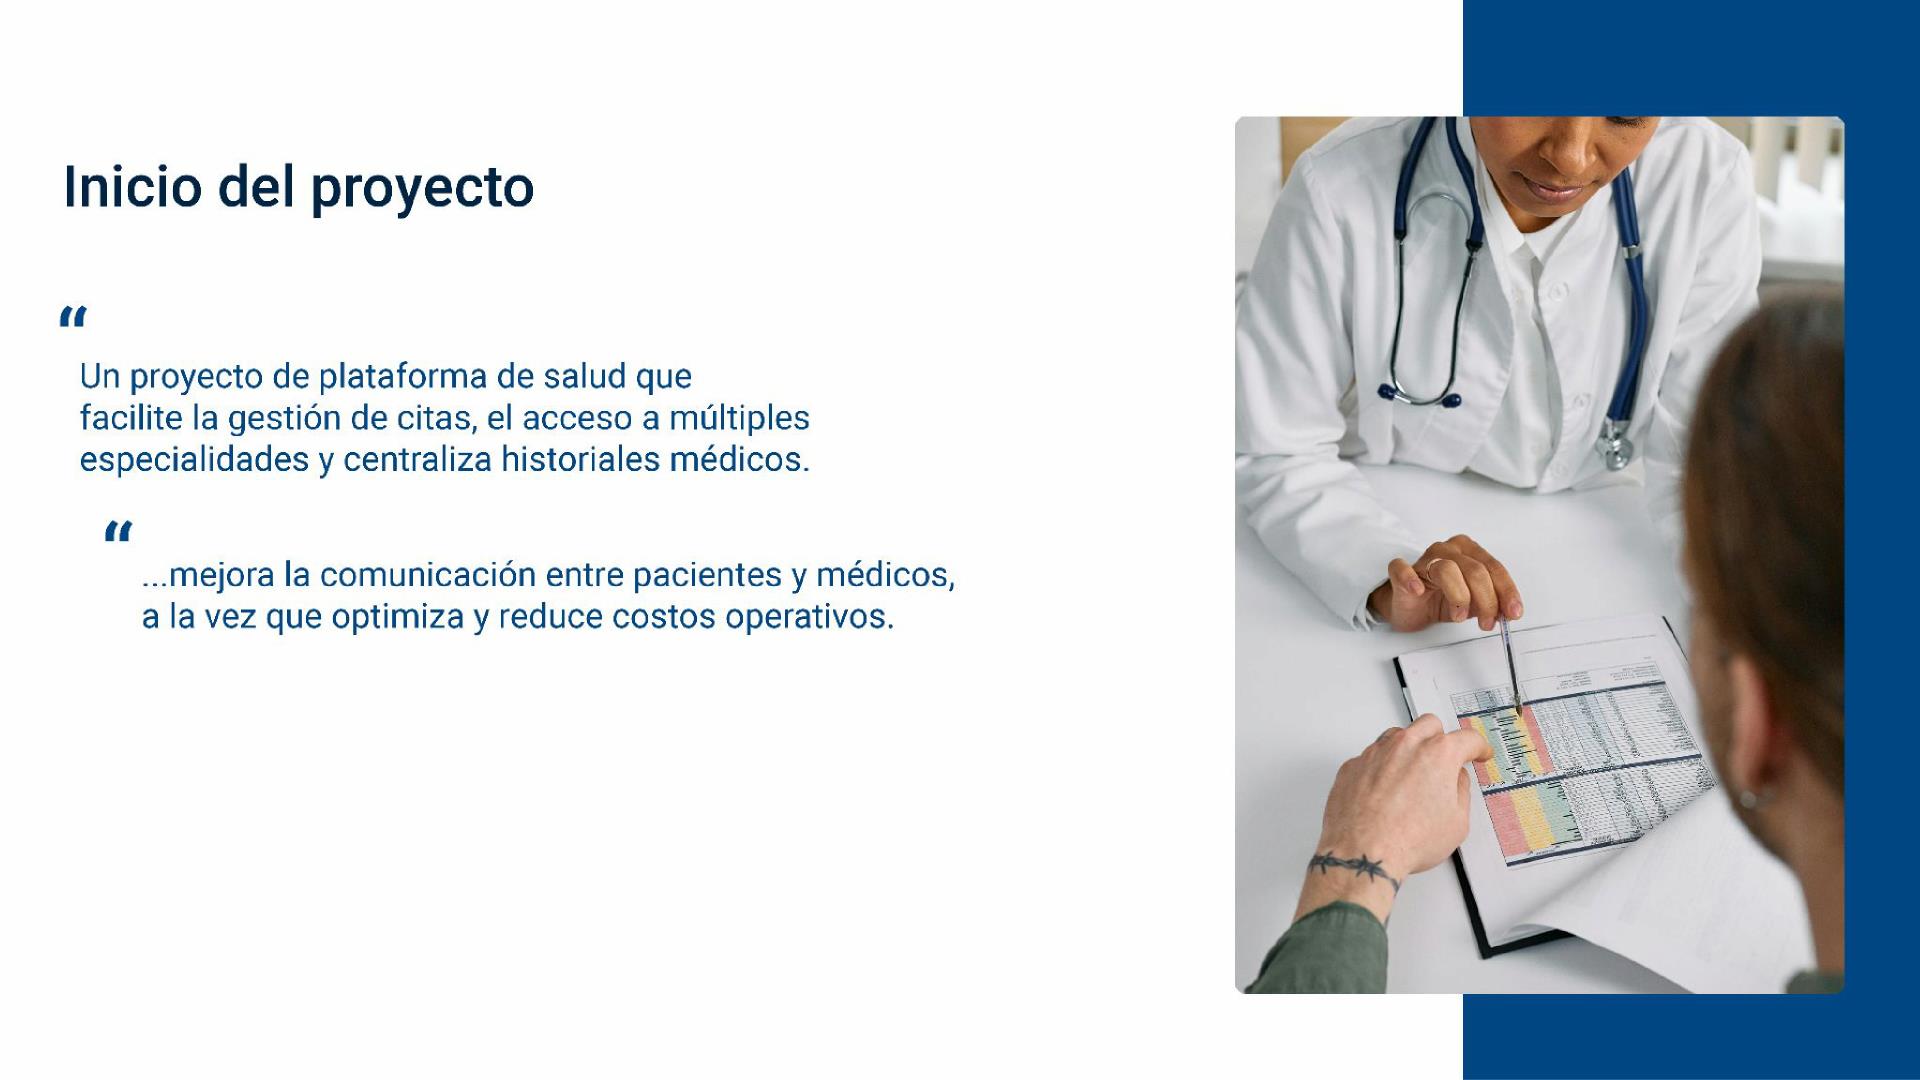 Inicio del proyecto
“
Un proyecto de plataforma de salud que
facilite la gestión de citas, el acceso a múltiples
especialidades y centraliza historiales médicos.
“
...mejora la comunicación entre pacientes y médicos,
a la vez que optimiza y reduce costos operativos.